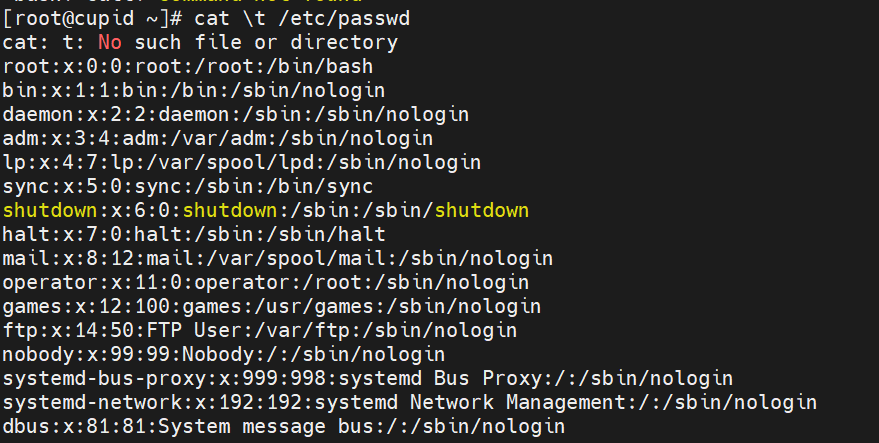 [root@cupid ~]# cat \t /etc/passwd
cat: t: No such file or directory
root:x:0:0:root:/root:/bin/bash
bin:x:1:1:bin:/bin:/sbin/nologin
daemon:x:2:2:daemon:/sbin:/sbin/nologin
adm:x:3:4:adm:/var/adm:/sbin/nologin
lp:x:4:7:lp:/var/spool/lpd:/sbin/nologin
sync:x:5:0:sync:/sbin:/bin/sync
shutdown:x:6:0:shutdown:/sbin:/sbin/shutdown
halt:x:7:0:halt:/sbin:/sbin/halt
mail:x:8:12:mail:/var/spool/mail:/sbin/nologin
operator:x:11:0:operator:/root:/sbin/nologin
games:x:12:100:games:/usr/games:/sbin/nologin
ftp:x:14:50:FTP User:/var/ftp:/sbin/nologin
nobody:x:99:99:Nobody:/:/sbin/nologin
systemd-bus-proxy:x:999:998:systemd Bus Proxy:/:/sbin/nologin
systemd-network:x:192:192:systemd Network Management:/:/sbin/nologin
dbus:x:81:81:System message bus:/:/sbin/nologin